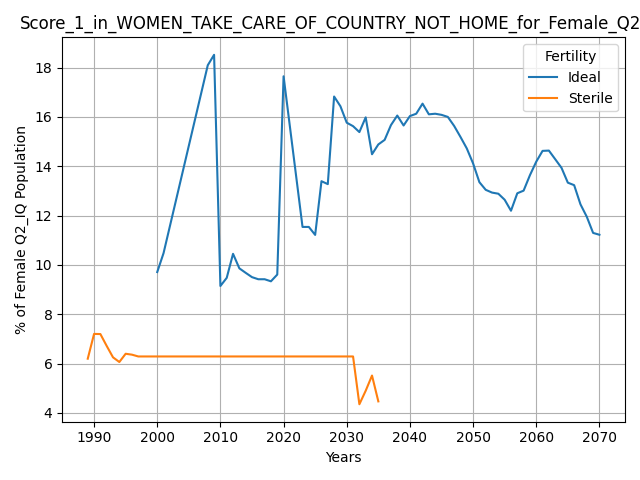 Score_1_in_WOMEN_TAKE_CARE_OF_COUNTRY_NOT_HOME_for_Female_Q2
Fertility
Ideal
Sterile
% of Female Q2_IQ Population
18
16
14
12
10
8
6
4
1990 2000 2010 2020 2030 2040 2050 2060 2070
Years